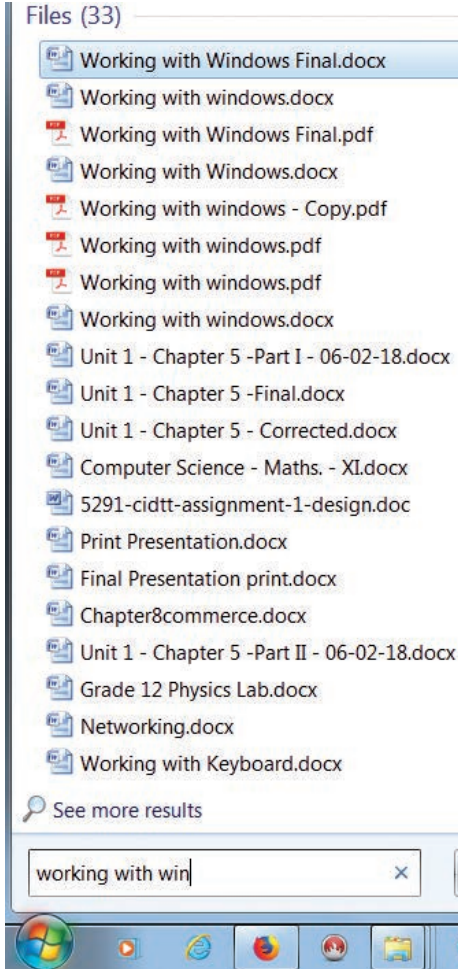 Files (33)
Working with Windows Final.docx
Working with windows.docx
Working with Windows Final.pdf
Working with Windows.docx
Working with windows - Copy.pdf
Working with windows.pdf
Working with windows.pdf
Working with windows.docx
Unit 1 - Chapter 5 -Part I - 06-02-18.docx
Unit 1 - Chapter 5 -Final.docx
Unit 1 - Chapter 5 - Corrected.docx
Computer Science - Maths. - XI.docx
5291-cidtt-assignment-1-design.doc
Print Presentation.docx
Final Presentation print.docx
Chapter8commerce.docx
Unit 1 - Chapter 5 -Part II - 06-02-18.docx
Grade 12 Physics Lab.docx
Networking.docx
Working with Keyboard.docx
See more results
working with win